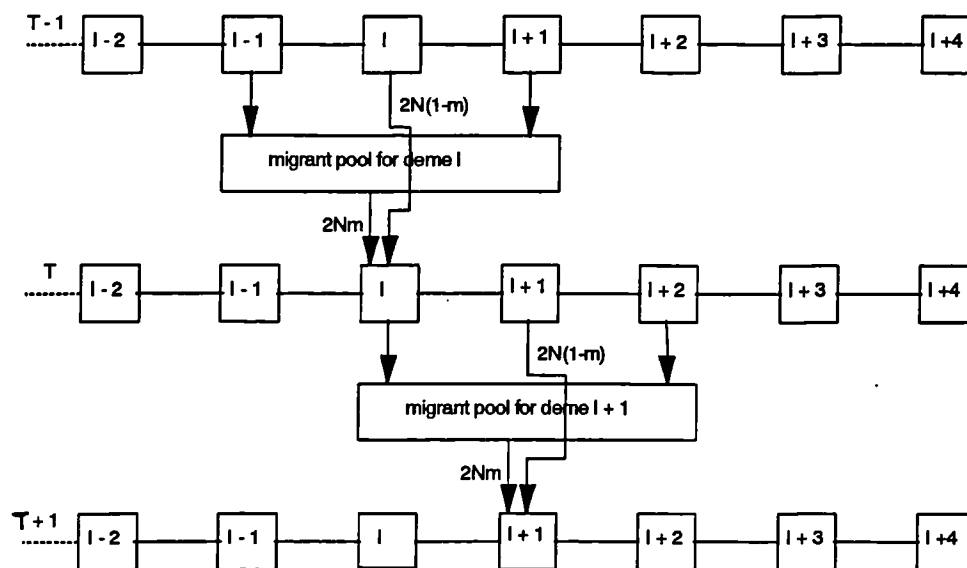 T-1
I-2 I-1 I I+1 I+2 I+3 I+4
2N(1-m)
migrant pool for deme I
2Nm
T
I-2 I-1 I I+1 I+2 I+3 I+4
2N(1-m)
migrant pool for deme I + 1
2Nm
T+1
I-2 I-1 I I+1 I+2 I+3 I+4